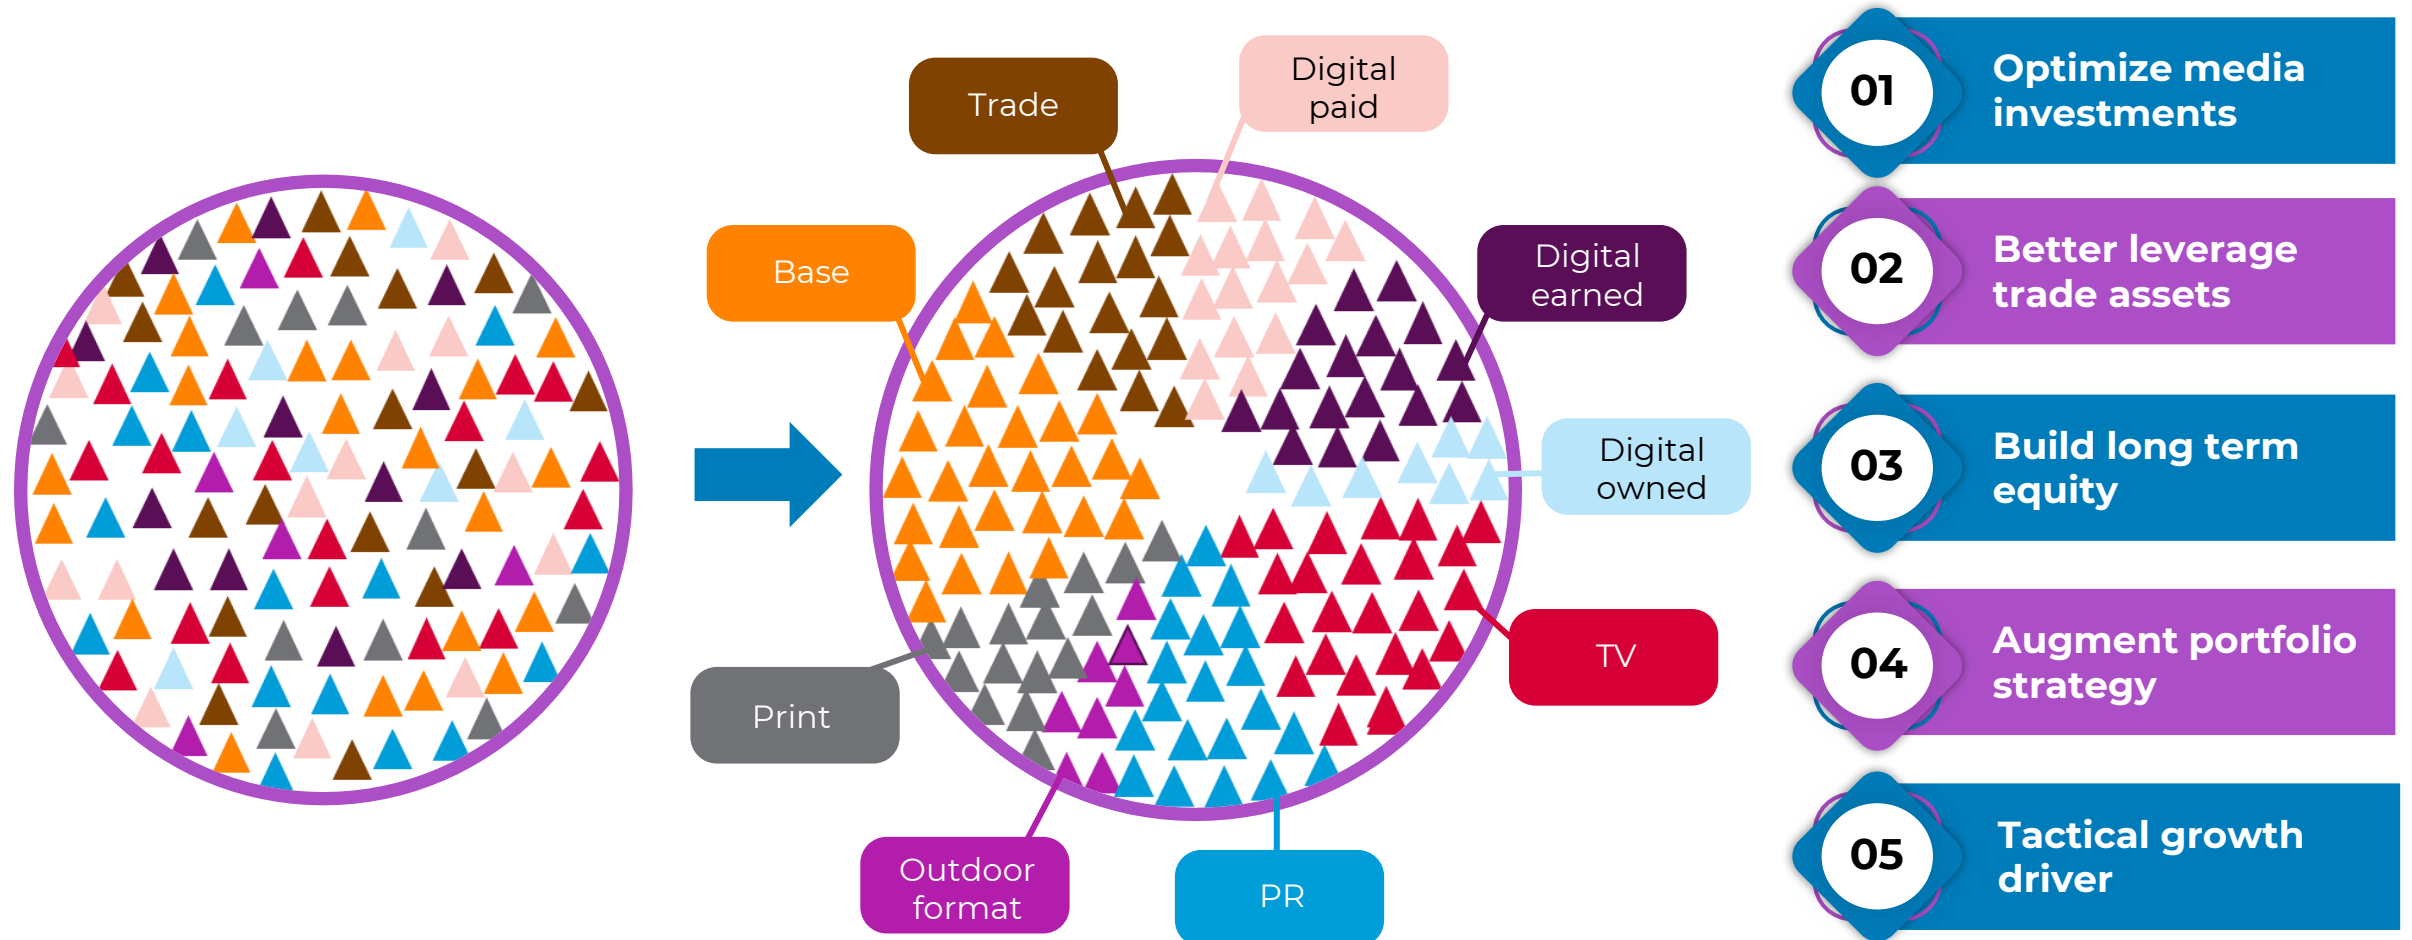 Trade
Digital
paid
Base
Digital
earned
Digital
owned
TV
Print
Outdoor
format
PR
01
Optimize media
investments
02
Better leverage
trade assets
03
Build long term
equity
04
Augment portfolio
strategy
05
Tactical growth
driver